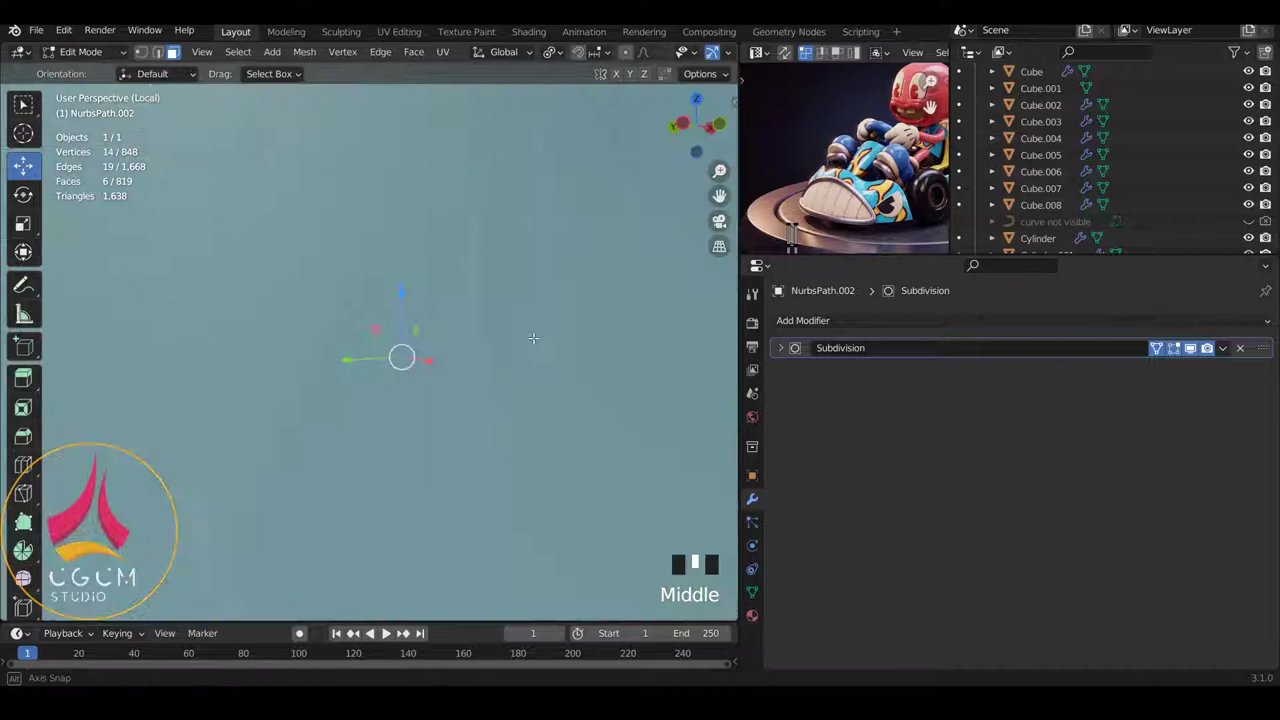 File Edit Render Window Help Layout Modeling Sculpting UV Editing Texture Paint Shading Animation Rendering Compositing Geometry Nodes Scripting Scene ViewLayer
Edit Mode View Select Add Mesh Vertex Edge Face UV Global View
Orientation: Default Drag: Select Box X Y Z Options
User Perspective (Local)
(1) NurbsPath.002
Objects 1 / 1
Vertices 14 / 848
Edges 19 / 1,668
Faces 6 / 819
Triangles 1,638
Z
Cube
Cube.001
Cube.002
Cube.003
Cube.004
Cube.005
Cube.006
Cube.007
Cube.008
curve not visible
Cylinder
NurbsPath.002 > Subdivision
Add Modifier
Subdivision
STUDIO
Middle
Playback Keying View Marker 1 Start 1 End 250
1 20 40 60 80 100 120 140 160 180 200 220 240
Alt Axis Snap 3.1.0